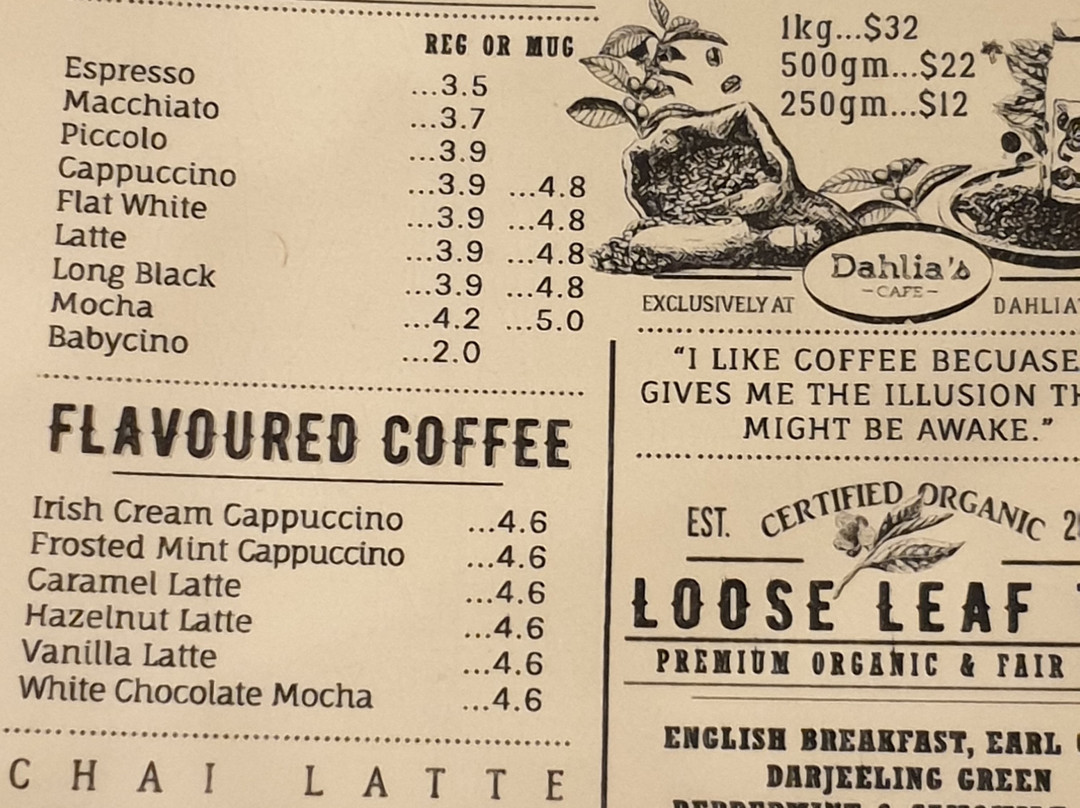 REG OR MUG
Espresso ...3.5
Macchiato ...3.7
Piccolo ...3.9
Cappuccino ...3.9 ...4.8
Flat White ...3.9 ...4.8
Latte ...3.9 ...4.8
Long Black ...3.9 ...4.8
Mocha ...4.2 ...5.0
Babycino ...2.0
FLAVOURED COFFEE
Irish Cream Cappuccino ...4.6
Frosted Mint Cappuccino ...4.6
Caramel Latte ...4.6
Hazelnut Latte ...4.6
Vanilla Latte ...4.6
White Chocolate Mocha ...4.6
CHAI LATTE
1kg...$32
500gm...$22
250gm...$12
Dahlia's
-CAFE-
EXCLUSIVELY AT DAHLIA'
"I LIKE COFFEE BECUASE
GIVES ME THE ILLUSION
MIGHT BE AWAKE."
EST. CERTIFIED ORGANIC
LOOSE LEAF
PREMIUM ORGANIC & FAIR
ENGLISH BREAKFAST, EARL
DARJEELING GREEN